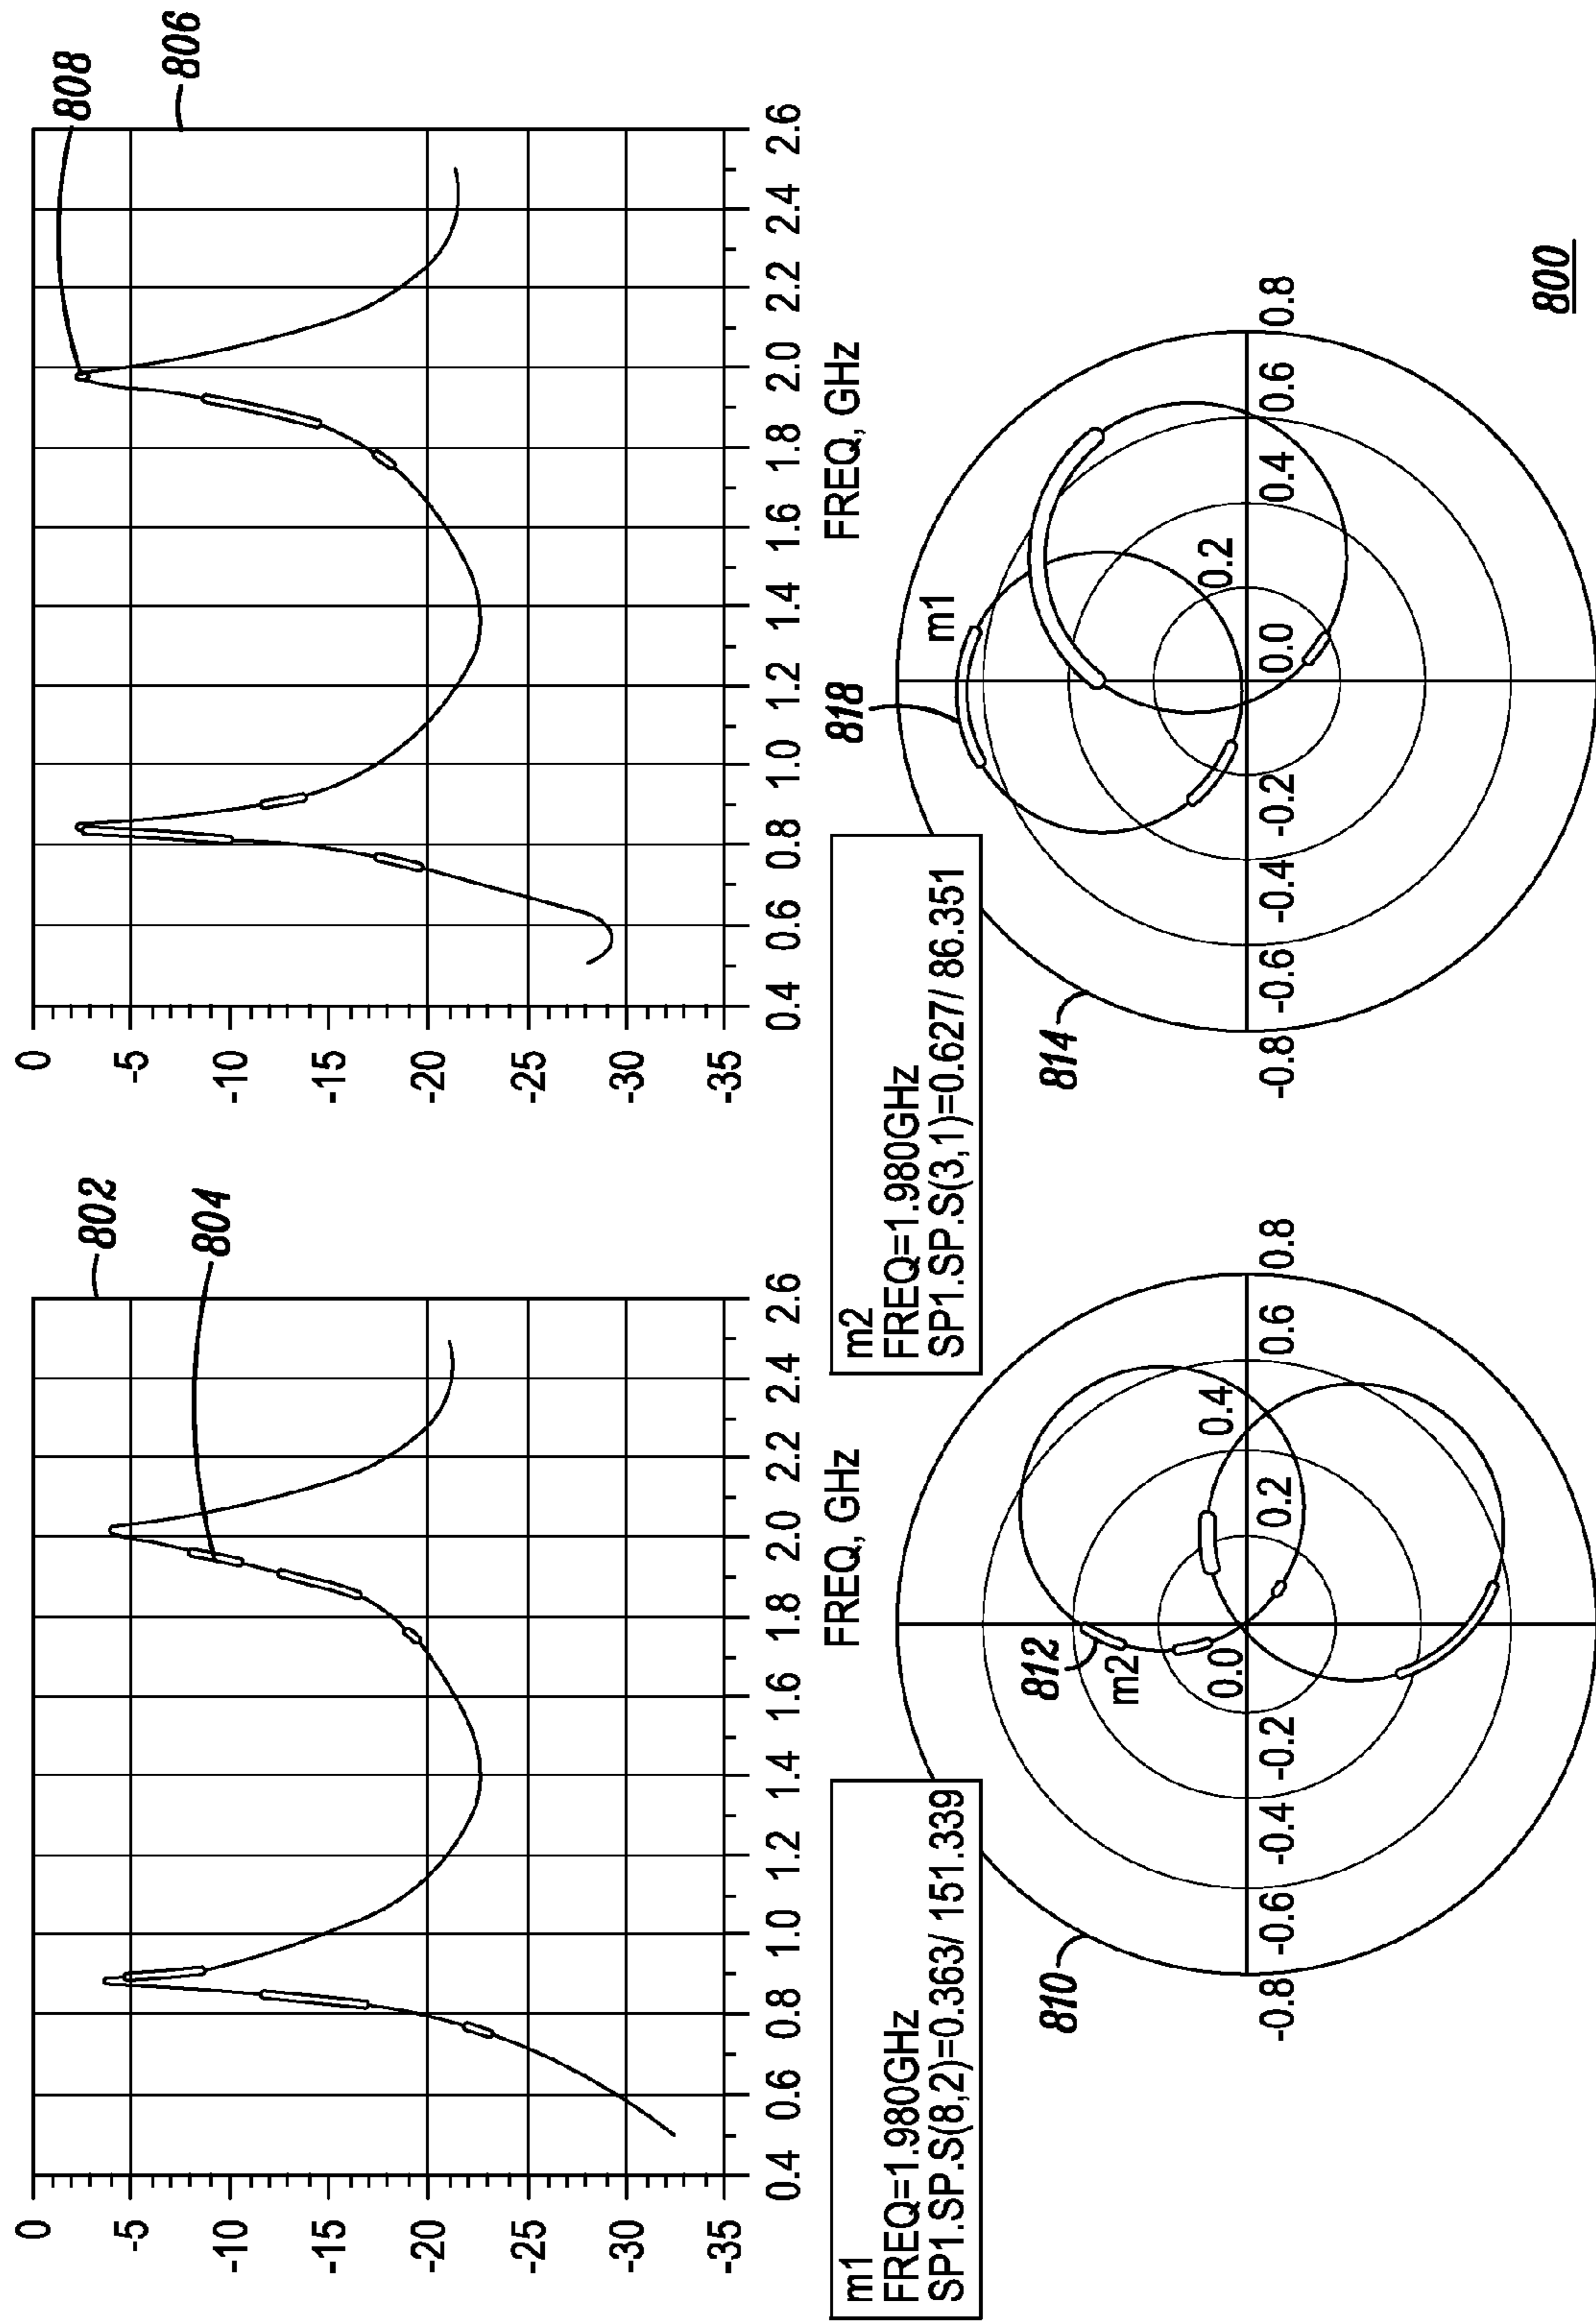 802
804
0
-5
-10
-15
-20
-25
-30
-35
0.4 0.6 0.8 1.0 1.2 1.4 1.6 1.8 2.0 2.2 2.4 2.6
FREQ, GHz
808
806
0
-5
-10
-15
-20
-25
-30
-35
0.4 0.6 0.8 1.0 1.2 1.4 1.6 1.8 2.0 2.2 2.4 2.6
FREQ, GHz
m1
FREQ=1.980GHz
SP1.SP.S(8,2)=0.363/ 151.339
810
812
m2
0.4
0.0
0.2
-0.8 -0.6 -0.4 -0.2 0.6 0.8
m2
FREQ=1.980GHz
SP1.SP.S(3,1)=0.627/ 86.351
814
818
m1
0.2
-0.8 -0.6 -0.4 -0.2 0.0 0.4 0.6 0.8
800